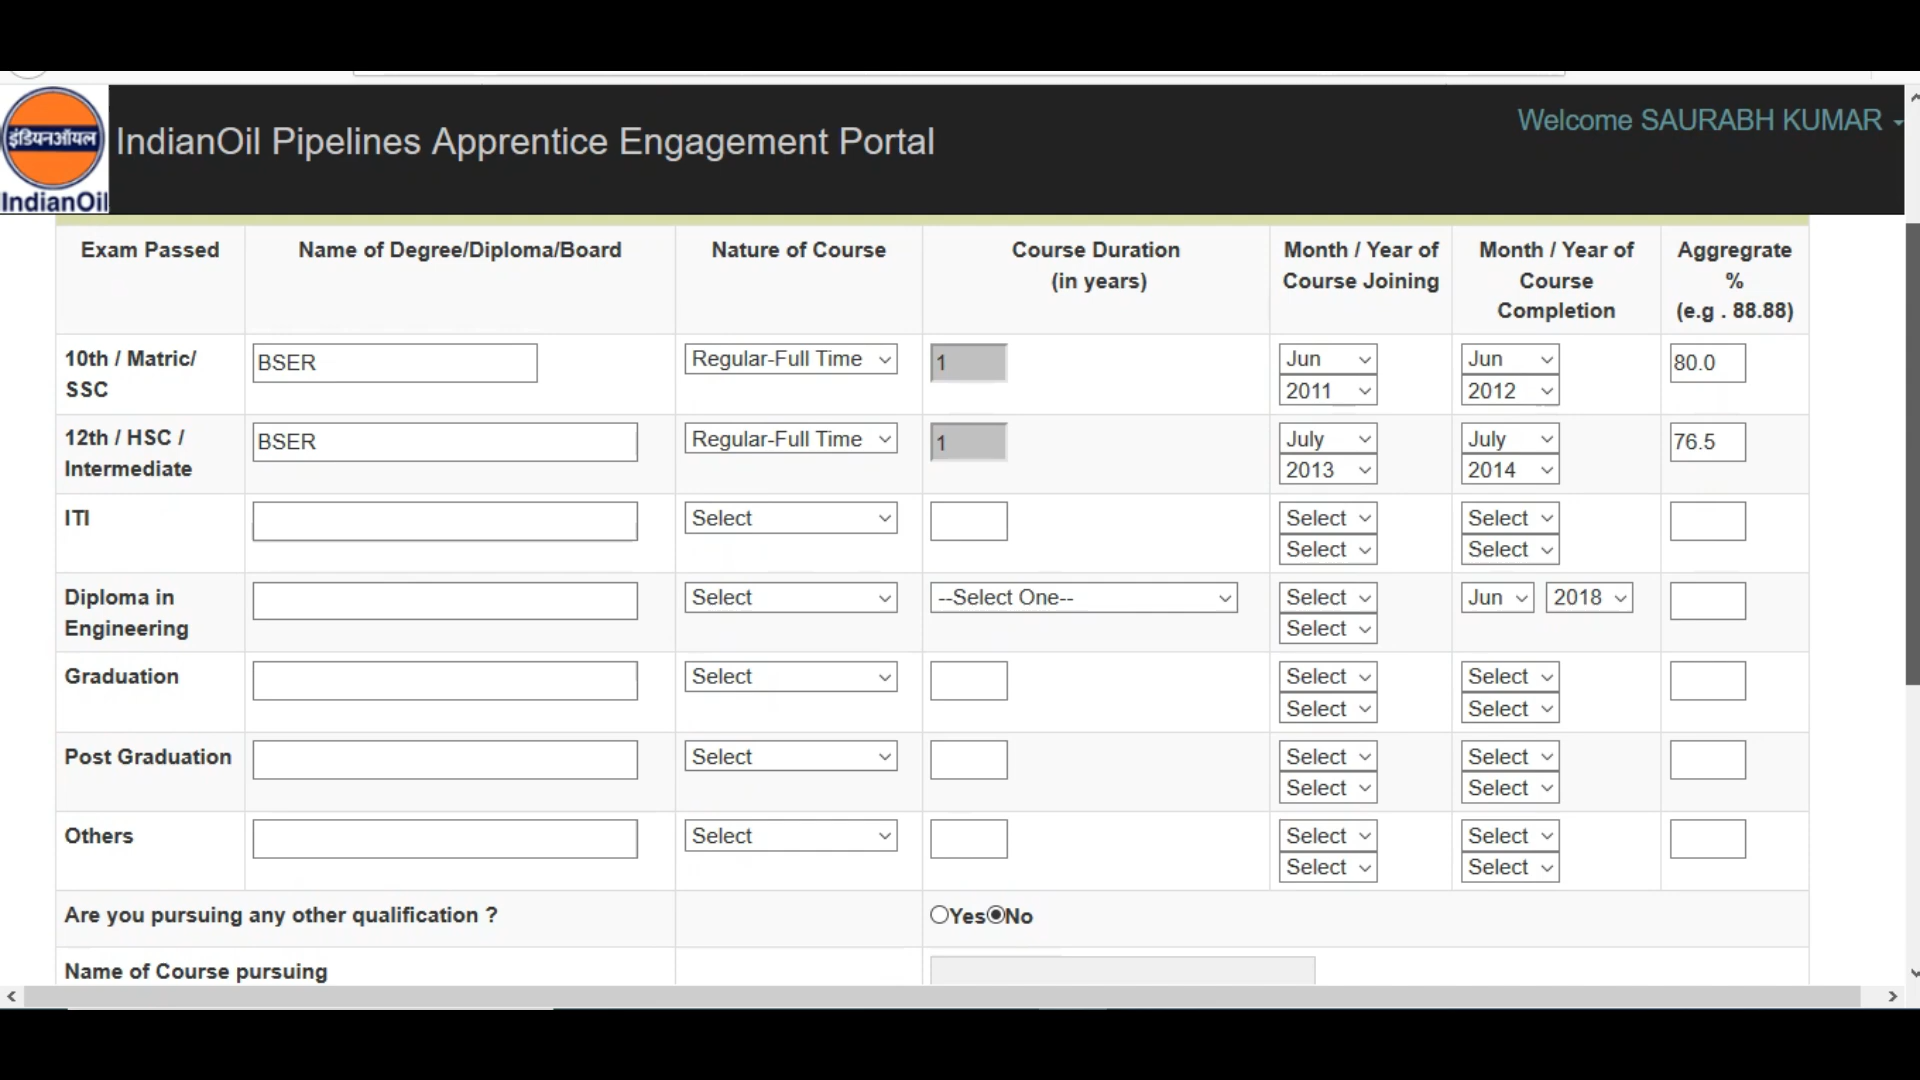 Welcome SAURABH KUMAR
इंडियनऑयल
IndianOil
IndianOil Pipelines Apprentice Engagement Portal
Exam Passed Name of Degree/Diploma/Board Nature of Course Course Duration Month / Year of Month / Year of Aggregrate
(in years) Course Joining Course %
Completion (e.g . 88.88)
10th / Matric/ BSER Regular-Full Time 1 Jun Jun 80.0
SSC 2011 2012
12th / HSC / BSER Regular-Full Time 1 July July 76.5
Intermediate 2013 2014
ITI Select Select Select
Select Select
Diploma in Select --Select One-- Select Jun 2018
Engineering Select
Graduation Select Select Select
Select Select
Post Graduation Select Select Select
Select Select
Others Select Select Select
Select Select
Are you pursuing any other qualification ? Yes No
Name of Course pursuing